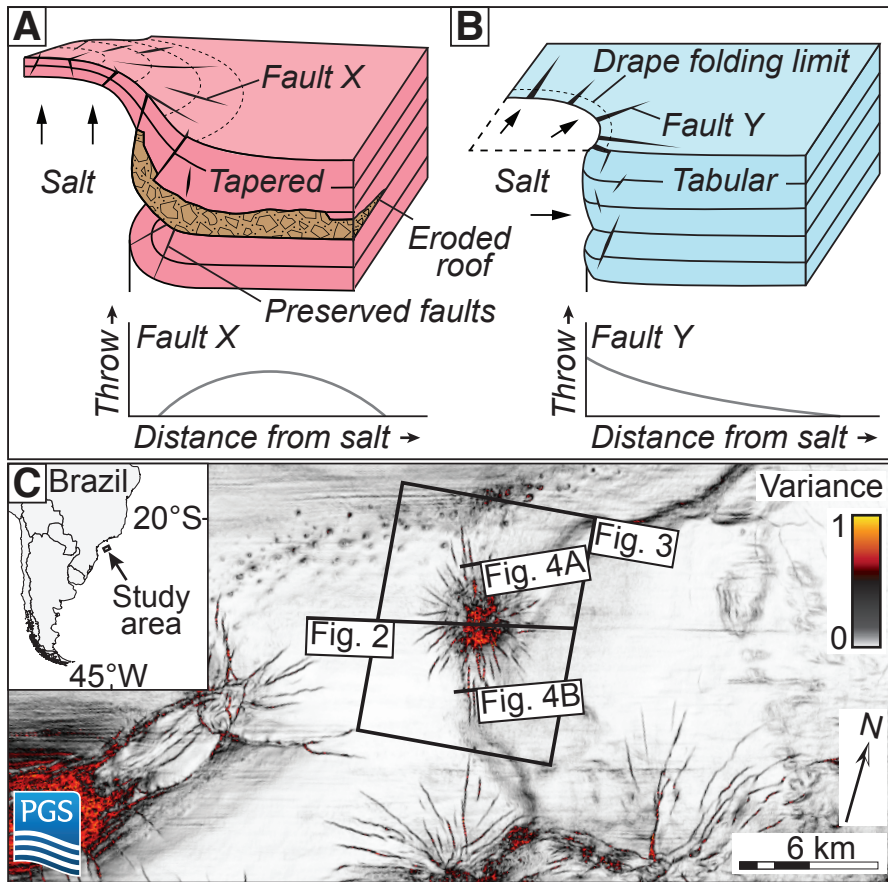 A
Fault X
Salt
Tapered
Eroded
roof
Preserved faults
Throw
Fault X
Distance from salt
B
Drape folding limit
Fault Y
Salt
Tabular
Throw
Fault Y
Distance from salt
C
Brazil
20°S
Study
area
45°W
Variance
1
0
Fig. 3
Fig. 4A
Fig. 2
Fig. 4B
N
PGS
6 km